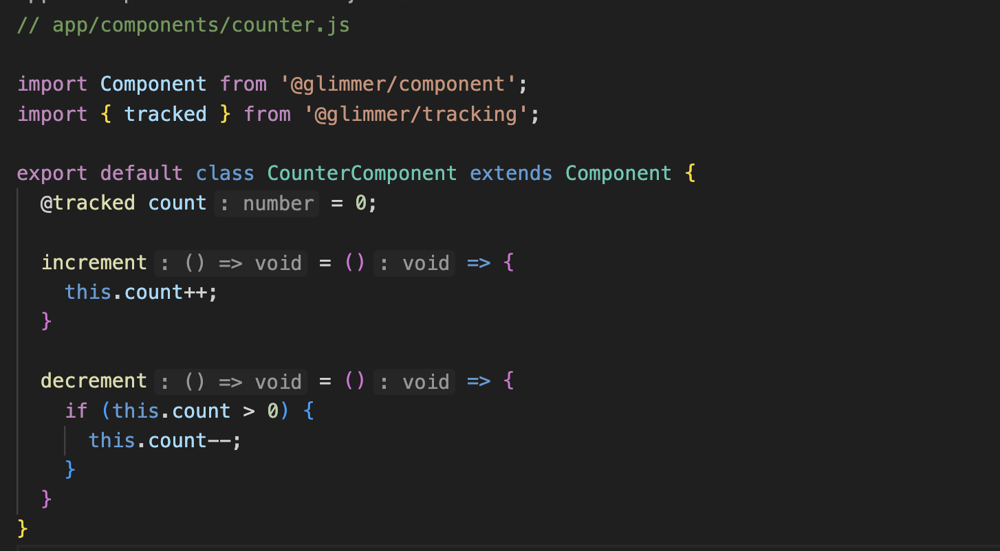 // app/components/counter.js
import Component from '@glimmer/component';
import { tracked } from '@glimmer/tracking';
export default class CounterComponent extends Component {
@tracked count : number = 0;
increment : () => void = () : void => {
this.count++;
}
decrement : () => void = () : void => {
if (this.count > 0) {
this.count--;
}
}
}